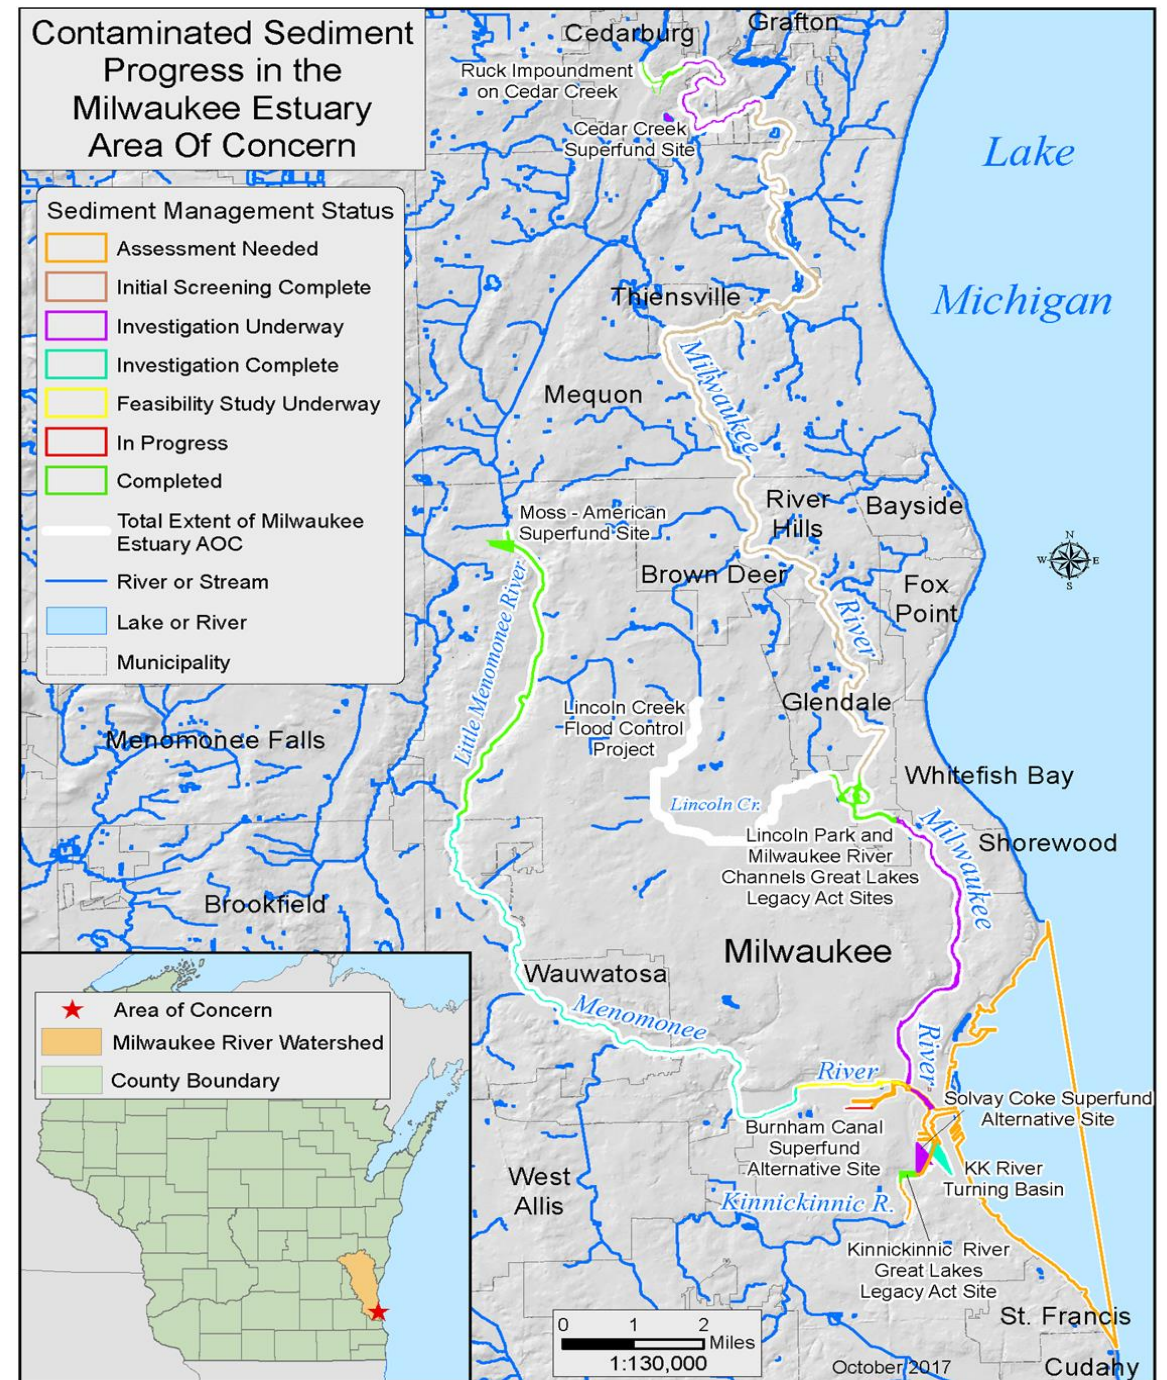 Contaminated Sediment
Progress in the
Milwaukee Estuary
Area Of Concern
Sediment Management Status
Assessment Needed
Initial Screening Complete
Investigation Underway
Investigation Complete
Feasibility Study Underway
In Progress
Completed
Total Extent of Milwaukee
Estuary AOC
River or Stream
Lake or River
Municipality
Cedarburg
Grafton
Ruck Impoundment
on Cedar Creek
Cedar Creek
Superfund Site
Lake
Michigan
Thiensville
Milwaukee
Mequon
River
Hills
Bayside
Moss - American
Superfund Site
N
W
E
S
Brown Deer
Fox
Point
River
Little Menomonee River
Glendale
Lincoln Creek
Flood Control
Project
Menomonee Falls
Whitefish Bay
Lincoln Cr.
Lincoln Park and
Milwaukee River
Channels Great Lakes
Legacy Act Sites
Milwaukee
Shorewood
Brookfield
Milwaukee
Wauwatosa
Menomonee
River
River
Solvay Coke Superfund
Alternative Site
Burnham Canal
Superfund
Alternative Site
KK River
Turning Basin
West
Allis
Kinnickinnic R.
Kinnickinnic River
Great Lakes
Legacy Act Site
St. Francis
Cudahy
Area of Concern
Milwaukee River Watershed
County Boundary
0 1 2
Miles
1:130,000
October 2017